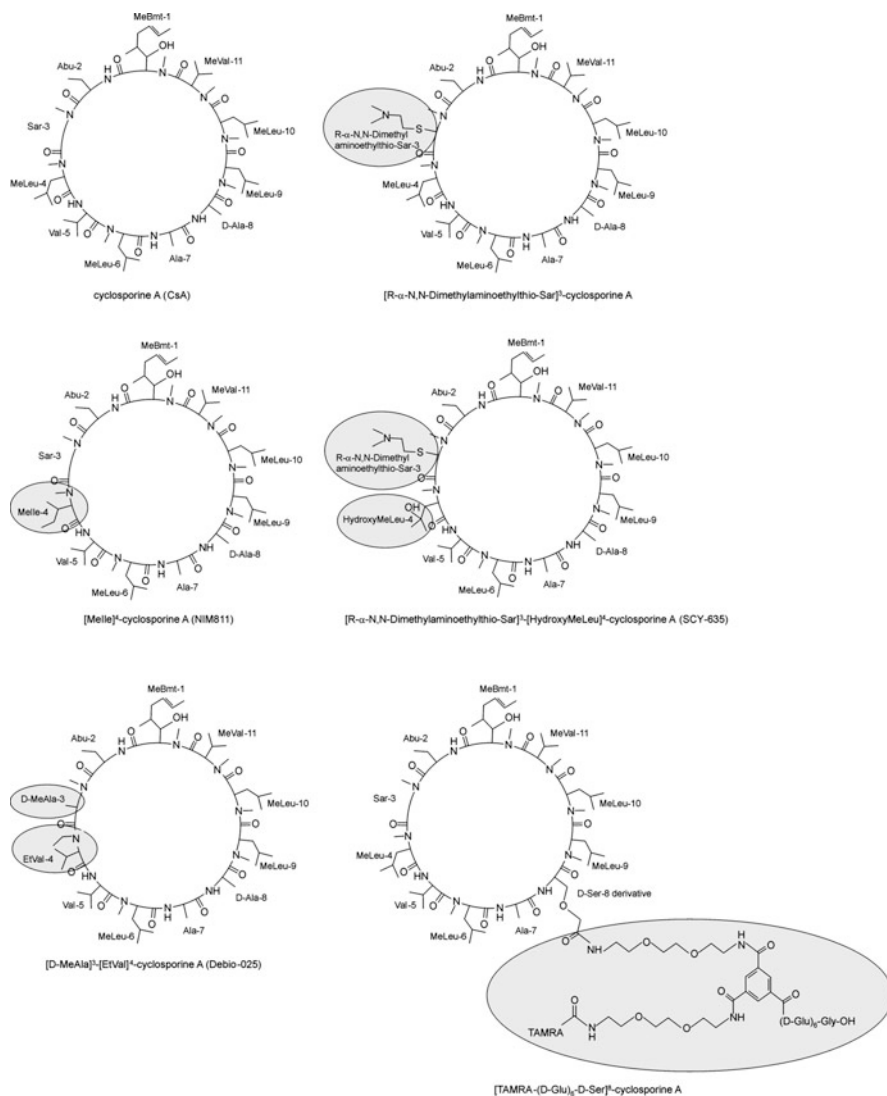 MeBmt-1
OH
Abu-2
MeVal-11
Sar-3
MeLeu-10
MeLeu-4
MeLeu-9
Val-5
D-Ala-8
MeLeu-6
Ala-7
cyclosporine A (CsA)
MeBmt-1
OH
Abu-2
MeVal-11
R-α-N,N-Dimethyl
aminoethylthio-Sar-3
MeLeu-10
MeLeu-4
MeLeu-9
Val-5
D-Ala-8
MeLeu-6
Ala-7
[R-α-N,N-Dimethylaminoethylthio-Sar]³-cyclosporine A
MeBmt-1
OH
Abu-2
MeVal-11
Sar-3
MeLeu-10
MeIle-4
MeLeu-9
Val-5
D-Ala-8
MeLeu-6
Ala-7
[MeIle]⁴-cyclosporine A (NIM811)
MeBmt-1
OH
Abu-2
MeVal-11
R-α-N,N-Dimethyl
aminoethylthio-Sar-3
MeLeu-10
OH
HydroxyMeLeu-4
MeLeu-9
Val-5
D-Ala-8
MeLeu-6
Ala-7
[R-α-N,N-Dimethylaminoethylthio-Sar]³-[HydroxyMeLeu]⁴-cyclosporine A (SCY-635)
MeBmt-1
OH
Abu-2
MeVal-11
D-MeAla-3
MeLeu-10
EtVal-4
MeLeu-9
Val-5
D-Ala-8
MeLeu-6
Ala-7
[D-MeAla]³-[EtVal]⁴-cyclosporine A (Debio-025)
MeBmt-1
OH
Abu-2
MeVal-11
Sar-3
MeLeu-10
MeLeu-4
MeLeu-9
D-Ser-8 derivative
Val-5
Ala-7
MeLeu-6
TAMRA
(D-Glu)₆-Gly-OH
[TAMRA-(D-Glu)₆-D-Ser]⁸-cyclosporine A